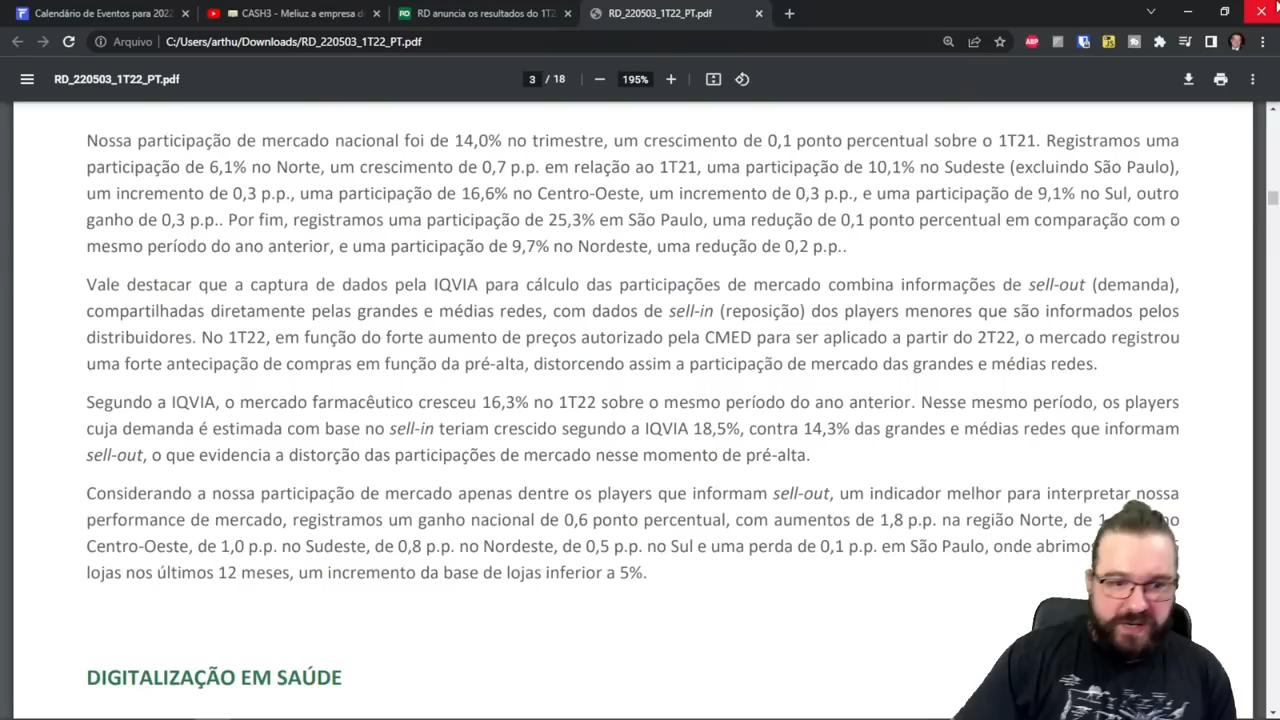 Calendário de Eventos para 2022
CASH3 - Meliuz a empresa d
RD anuncia os resultados do 1T2
RD_220503_1T22_PT.pdf
Arquivo
C:/Users/arthu/Downloads/RD_220503_1T22_PT.pdf
ABP
RD_220503_1T22_PT.pdf
3 / 18
195%
Nossa participação de mercado nacional foi de 14,0% no trimestre, um crescimento de 0,1 ponto percentual sobre o 1T21. Registramos uma
participação de 6,1% no Norte, um crescimento de 0,7 p.p. em relação ao 1T21, uma participação de 10,1% no Sudeste (excluindo São Paulo),
um incremento de 0,3 p.p., uma participação de 16,6% no Centro-Oeste, um incremento de 0,3 p.p., e uma participação de 9,1% no Sul, outro
ganho de 0,3 p.p.. Por fim, registramos uma participação de 25,3% em São Paulo, uma redução de 0,1 ponto percentual em comparação com o
mesmo período do ano anterior, e uma participação de 9,7% no Nordeste, uma redução de 0,2 p.p..
Vale destacar que a captura de dados pela IQVIA para cálculo das participações de mercado combina informações de sell-out (demanda),
compartilhadas diretamente pelas grandes e médias redes, com dados de sell-in (reposição) dos players menores que são informados pelos
distribuidores. No 1T22, em função do forte aumento de preços autorizado pela CMED para ser aplicado a partir do 2T22, o mercado registrou
uma forte antecipação de compras em função da pré-alta, distorcendo assim a participação de mercado das grandes e médias redes.
Segundo a IQVIA, o mercado farmacêutico cresceu 16,3% no 1T22 sobre o mesmo período do ano anterior. Nesse mesmo período, os players
cuja demanda é estimada com base no sell-in teriam crescido segundo a IQVIA 18,5%, contra 14,3% das grandes e médias redes que informam
sell-out, o que evidencia a distorção das participações de mercado nesse momento de pré-alta.
Considerando a nossa participação de mercado apenas dentre os players que informam sell-out, um indicador melhor para interpretar nossa
performance de mercado, registramos um ganho nacional de 0,6 ponto percentual, com aumentos de 1,8 p.p. na região Norte, de no
Centro-Oeste, de 1,0 p.p. no Sudeste, de 0,8 p.p. no Nordeste, de 0,5 p.p. no Sul e uma perda de 0,1 p.p. em São Paulo, onde abrimos
lojas nos últimos 12 meses, um incremento da base de lojas inferior a 5%.
DIGITALIZAÇÃO EM SAÚDE